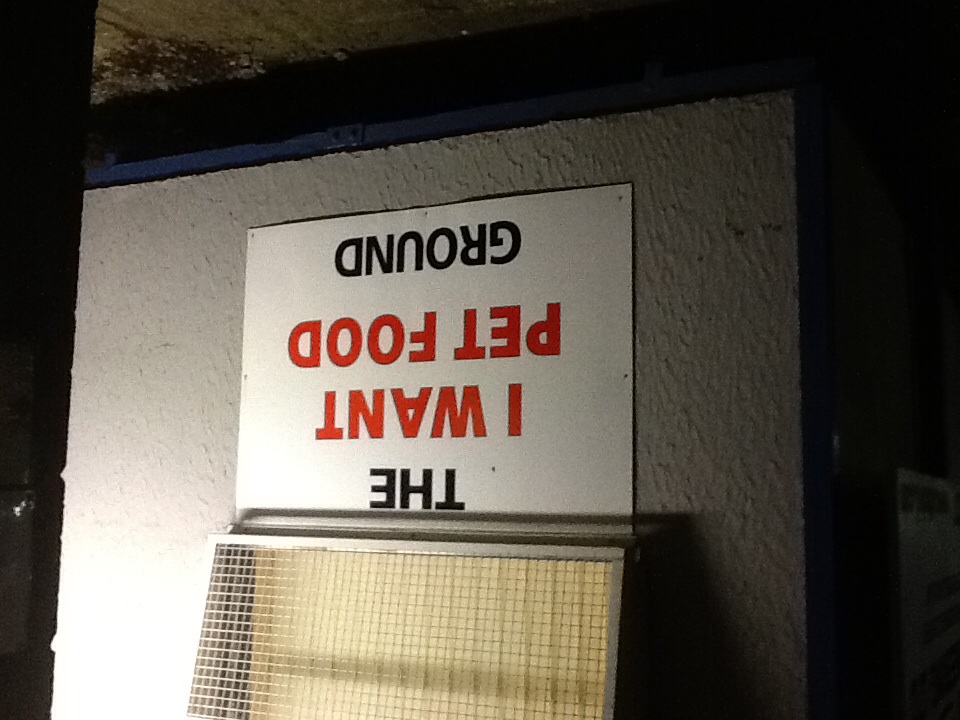 THE
I WANT
PET FOOD
GROUND